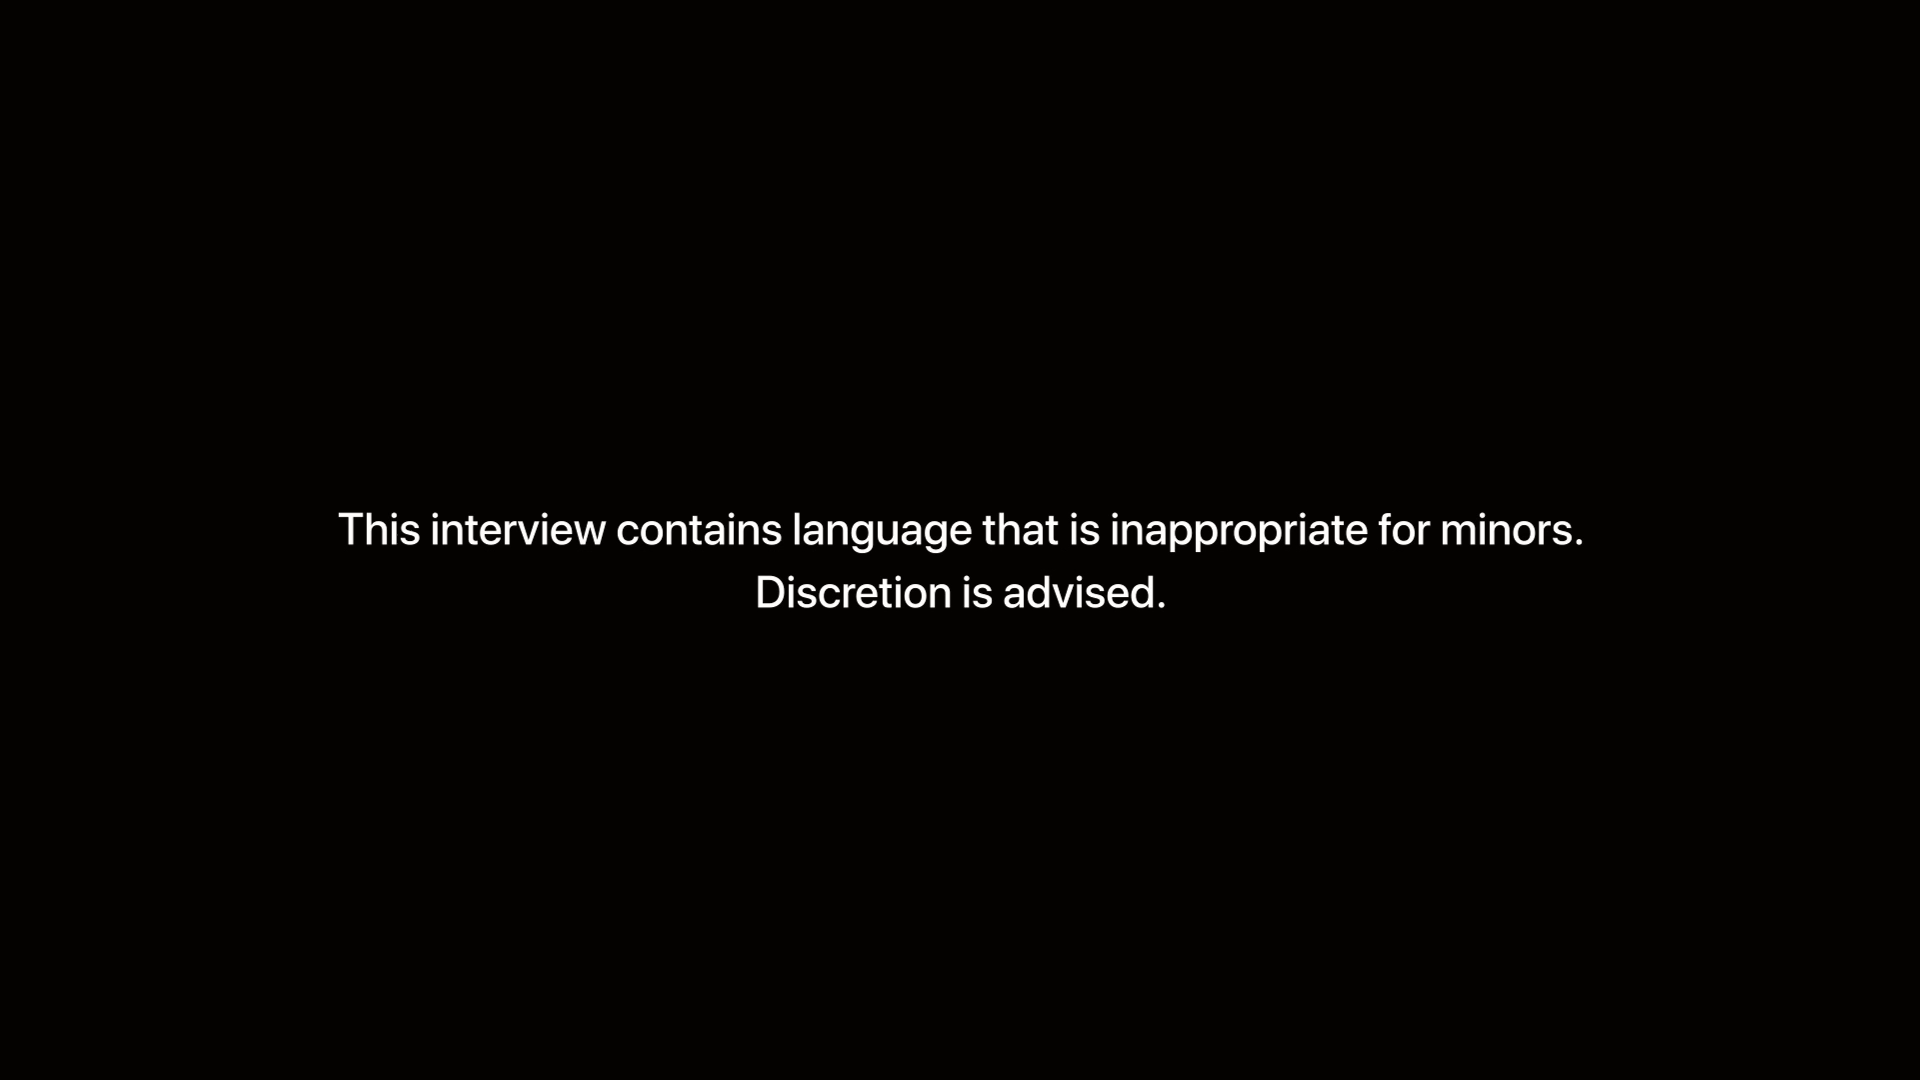 This interview contains language that is inappropriate for minors.
Discretion is advised.